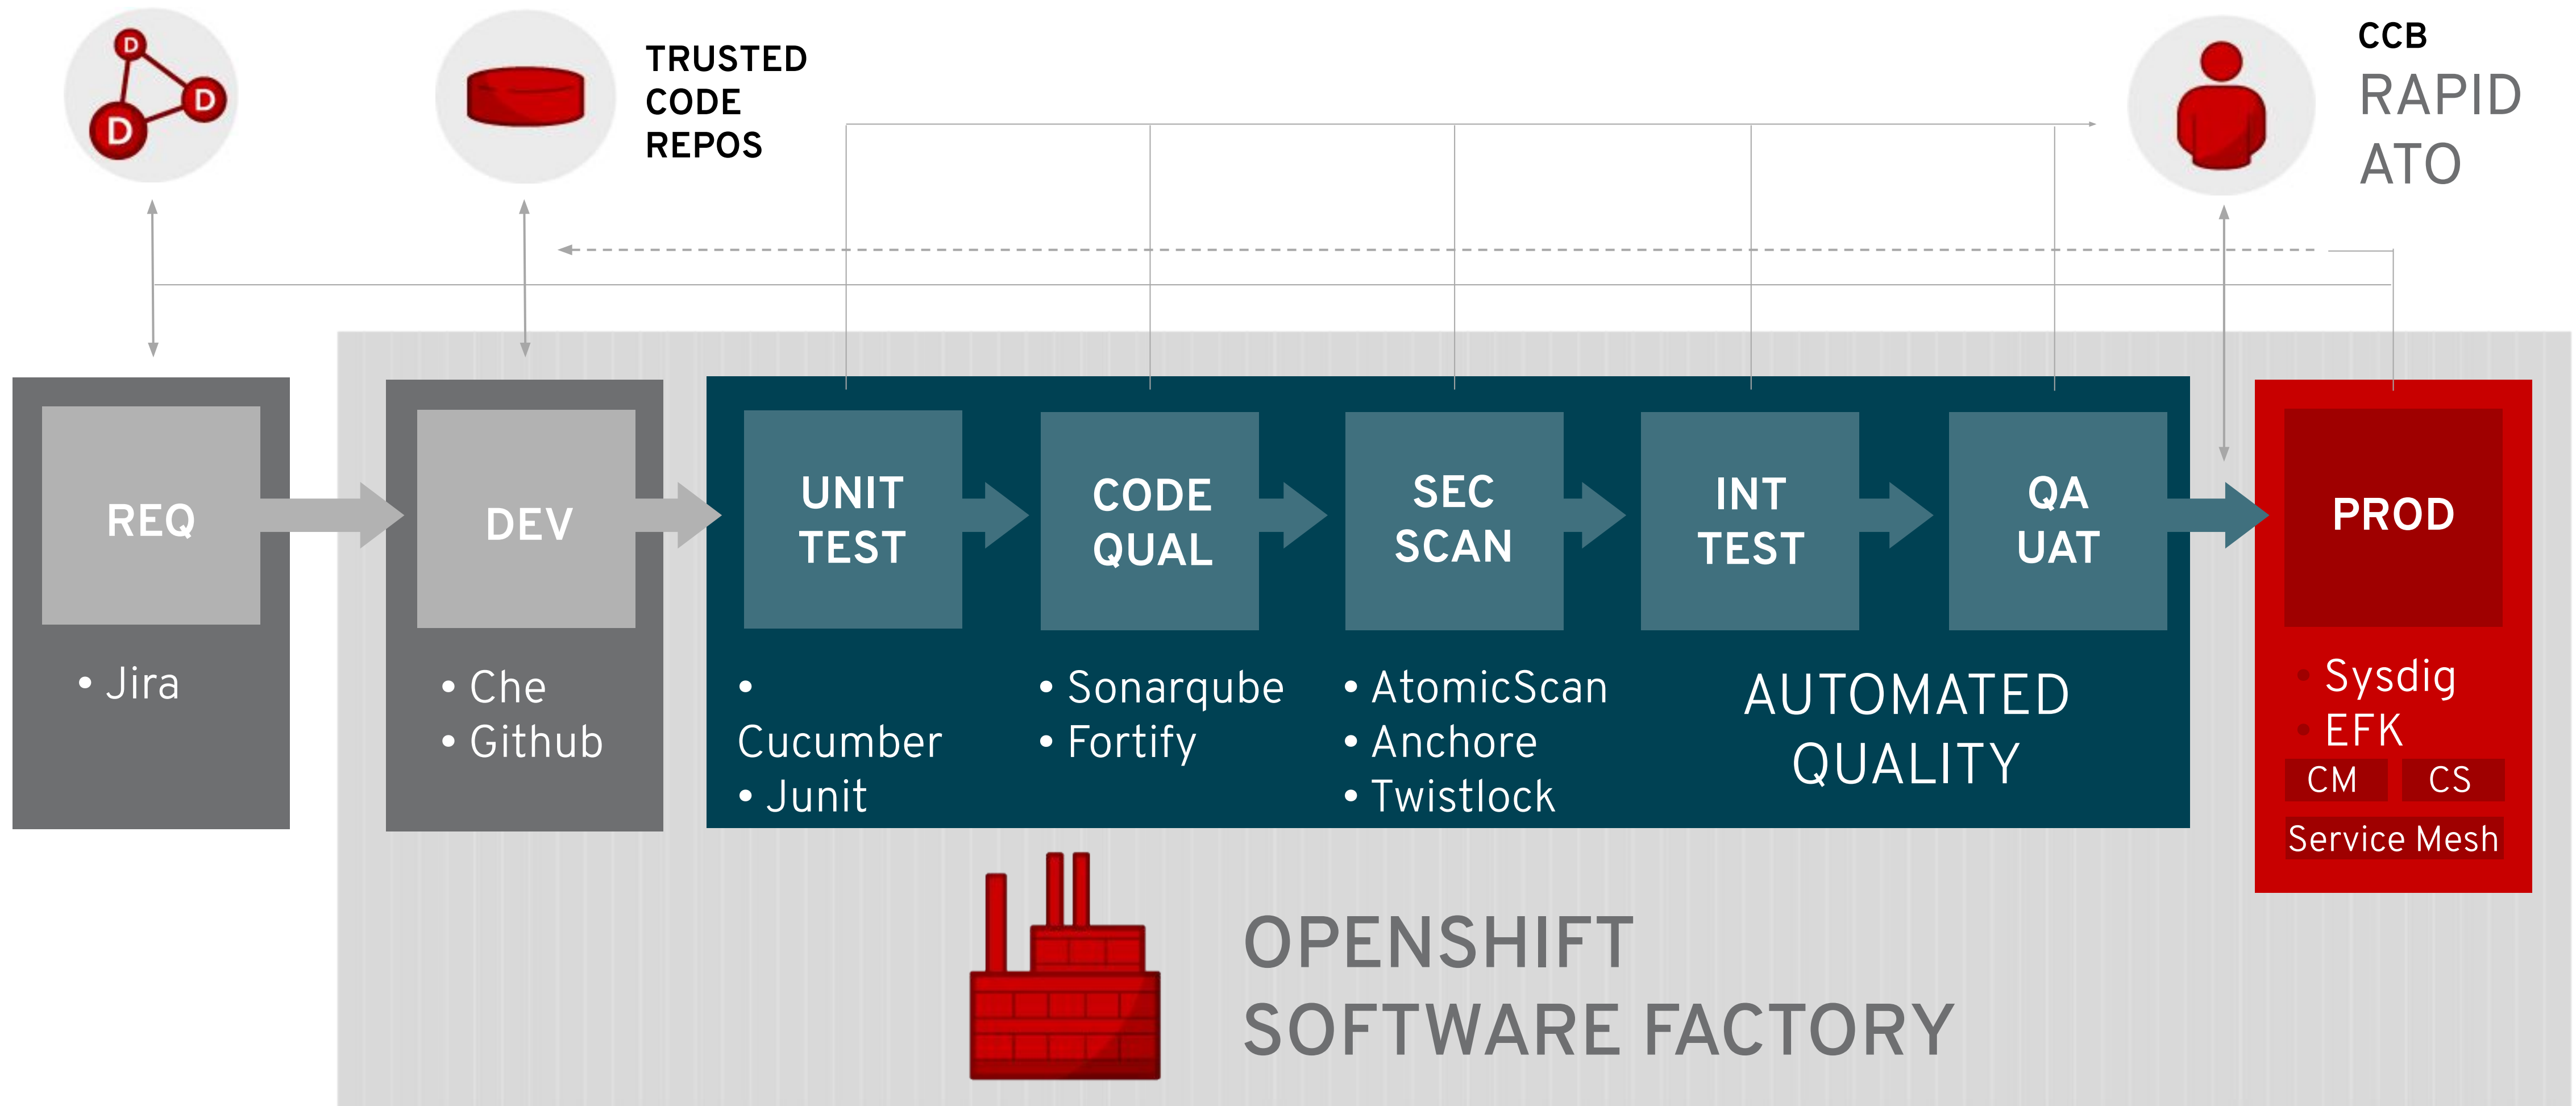 D
D
D
TRUSTED
CODE
REPOS
CCB
RAPID
ATO
REQ
• Jira
DEV
• Che
• Github
UNIT
TEST
•
Cucumber
• Junit
CODE
QUAL
• Sonarqube
• Fortify
SEC
SCAN
• AtomicScan
• Anchore
• Twistlock
INT
TEST
QA
UAT
AUTOMATED
QUALITY
PROD
• Sysdig
• EFK
CM
CS
Service Mesh
OPENSHIFT
SOFTWARE FACTORY